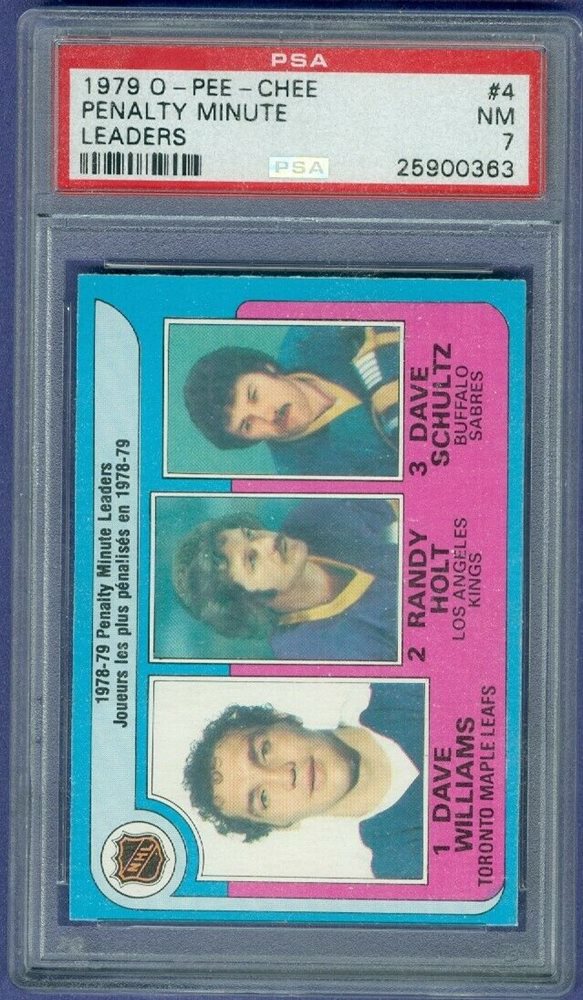 PSA
1979 O-PEE-CHEE #4
PENALTY MINUTE NM
LEADERS 7
PSA 25900363
1978-79 Penalty Minute Leaders
Joueurs les plus pénalisés en 1978-79
NHL
1 DAVE
WILLIAMS
TORONTO MAPLE LEAFS
2 RANDY
HOLT
LOS ANGELES
KINGS
3 DAVE
SCHULTZ
BUFFALO
SABRES